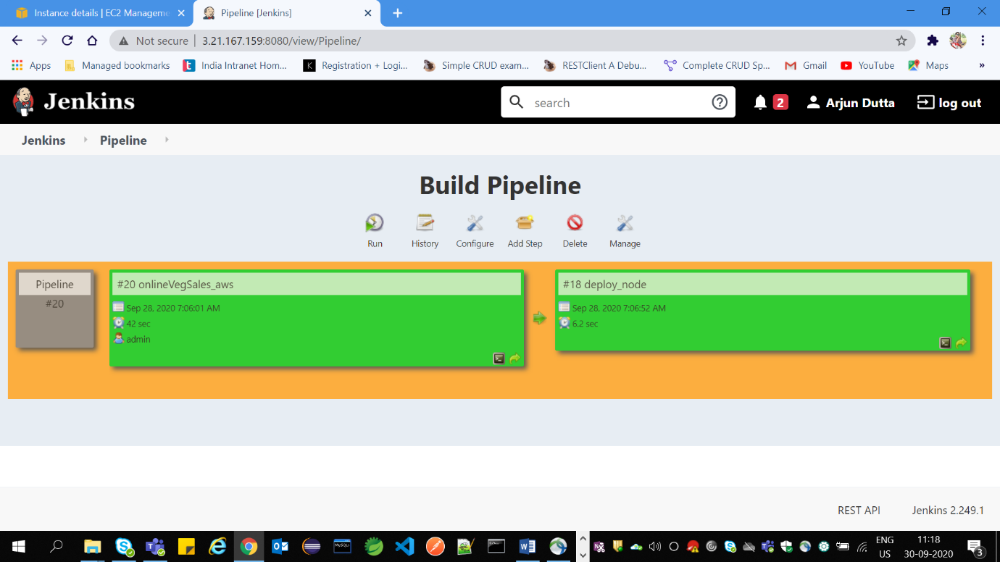 Instance details | EC2 Manageme
Pipeline [Jenkins]
Not secure | 3.21.167.159:8080/view/Pipeline/
Apps Managed bookmarks India Intranet Hom... Registration + Logi... Simple CRUD exam... RESTClient A Debu... Complete CRUD Sp... Gmail YouTube Maps »
Jenkins
search
2
Arjun Dutta
log out
Jenkins Pipeline
Build Pipeline
Run History Configure Add Step Delete Manage
Pipeline
#20
#20 onlineVegSales_aws
Sep 28, 2020 7:06:01 AM
42 sec
admin
#18 deploy_node
Sep 28, 2020 7:06:52 AM
6.2 sec
REST API Jenkins 2.249.1
MySQL
ENG
US
11:18
30-09-2020
3